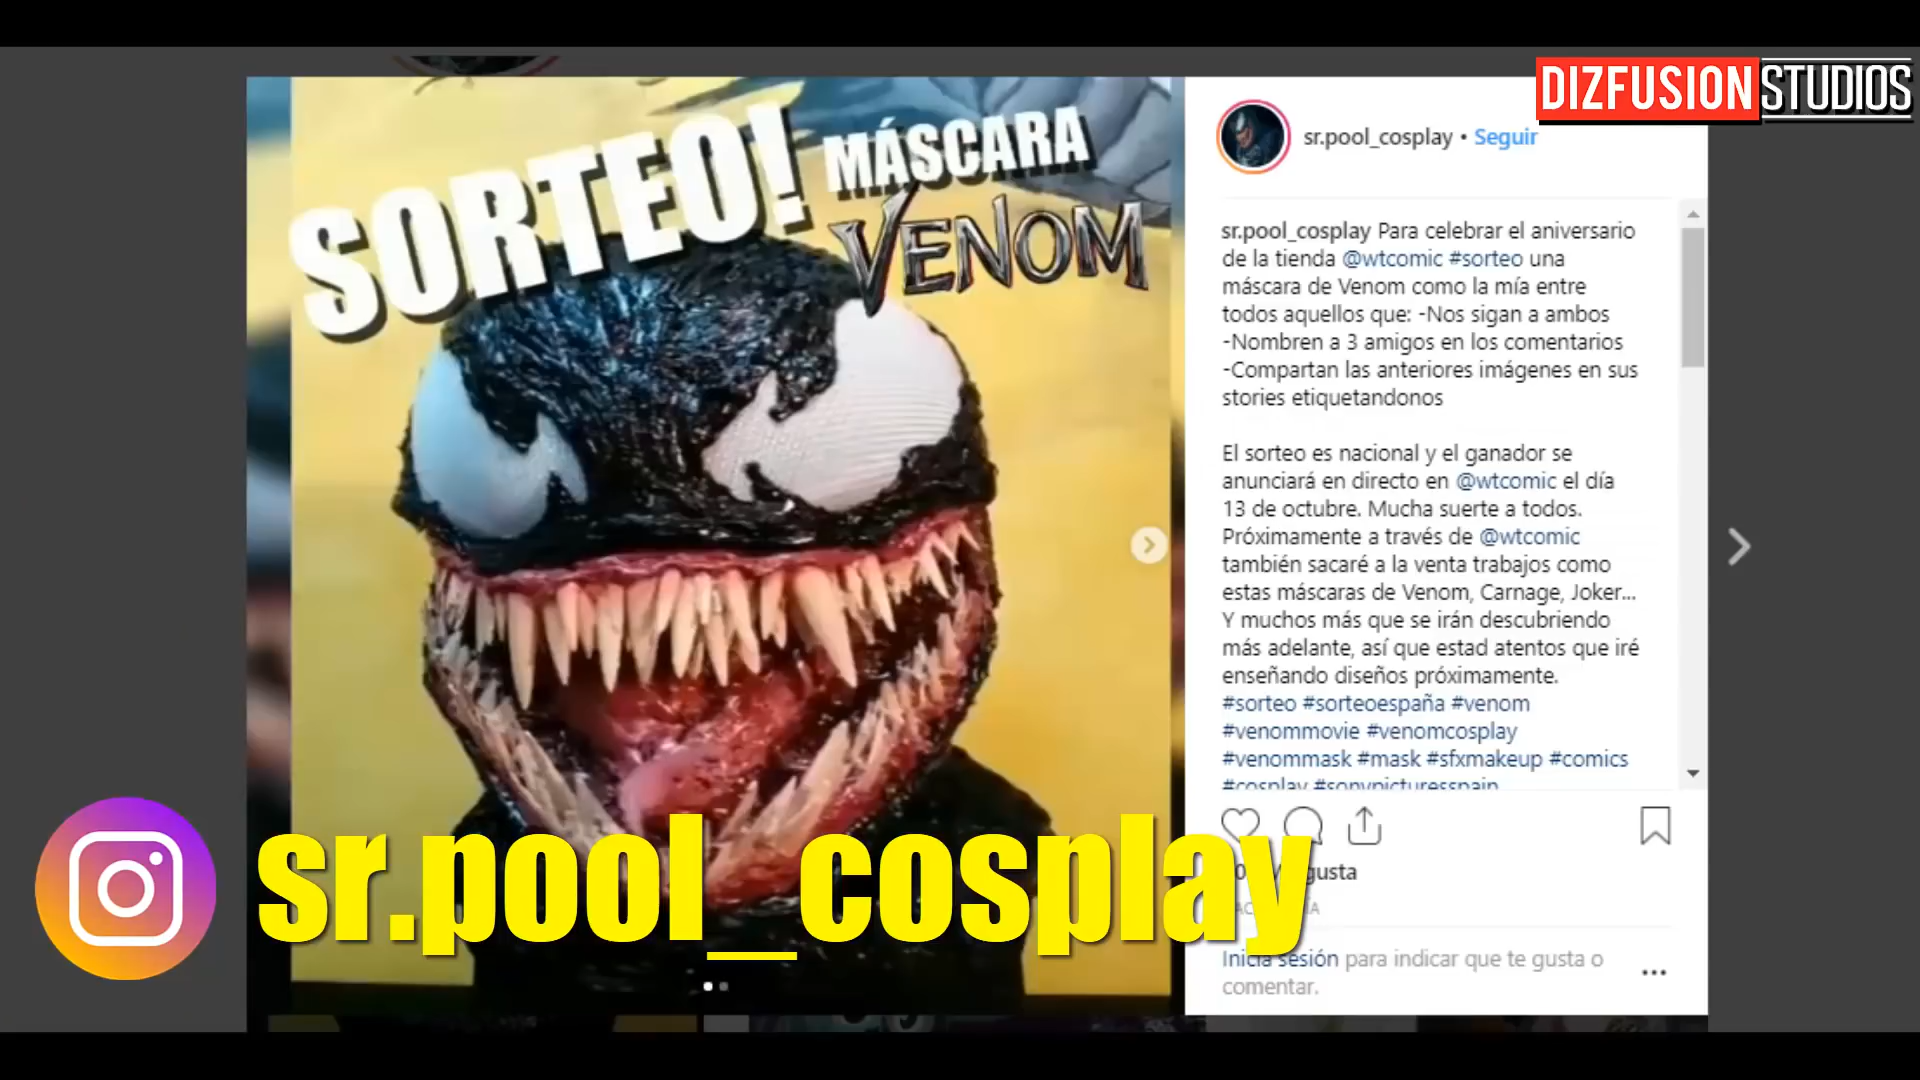 DIZFUSION STUDIOS
SORTEO! MÁSCARA
VENOM
sr.pool_cosplay • Seguir
sr.pool_cosplay Para celebrar el aniversario
de la tienda @wtcomic #sorteo una
máscara de Venom como la mía entre
todos aquellos que: -Nos sigan a ambos
-Nombren a 3 amigos en los comentarios
-Compartan las anteriores imágenes en sus
stories etiquetandonos
El sorteo es nacional y el ganador se
anunciará en directo en @wtcomic el día
13 de octubre. Mucha suerte a todos.
Próximamente a través de @wtcomic
también sacaré a la venta trabajos como
estas máscaras de Venom, Carnage, Joker...
Y muchos más que se irán descubriendo
más adelante, así que estad atentos que iré
enseñando diseños próximamente.
#sorteo #sorteoespaña #venom
#venommovie #venomcosplay
#venommask #mask #sfxmakeup #comics
#cosplay #sonypicturesspain
gusta
sr.pool_cosplay
Inicia sesión para indicar que te gusta o
comentar.